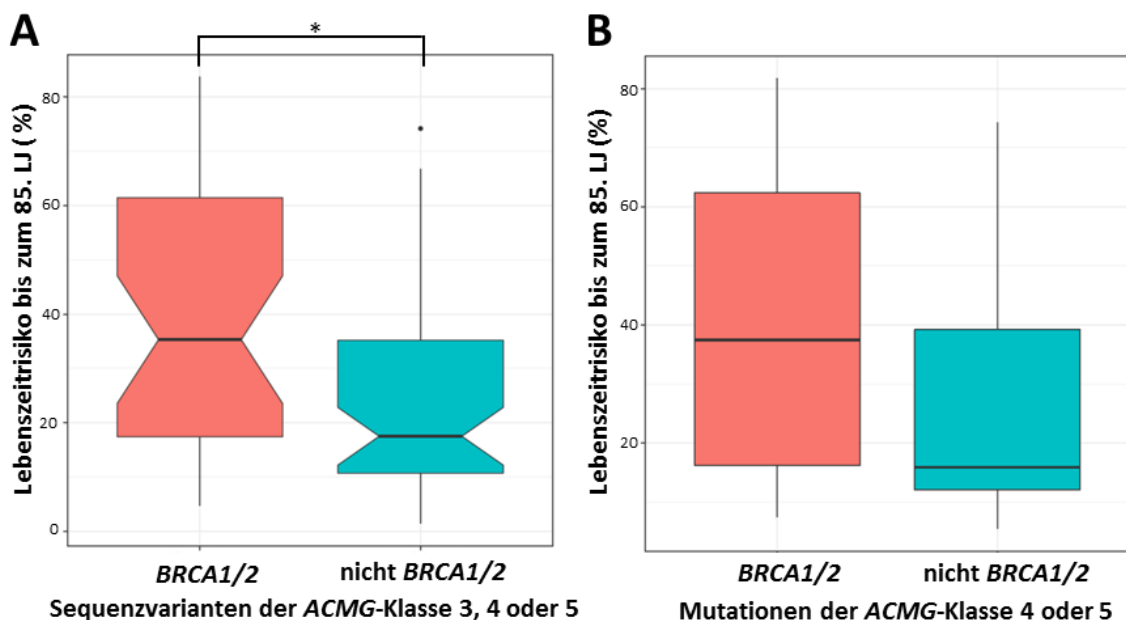 A
*
Lebenszeitrisiko bis zum 85. LJ ( %)
80
60
40
20
0
BRCA1/2
nicht BRCA1/2
Sequenzvarianten der ACMG-Klasse 3, 4 oder 5
B
Lebenszeitrisiko bis zum 85. LJ (%)
80
60
40
20
BRCA1/2
nicht BRCA1/2
Mutationen der ACMG-Klasse 4 oder 5